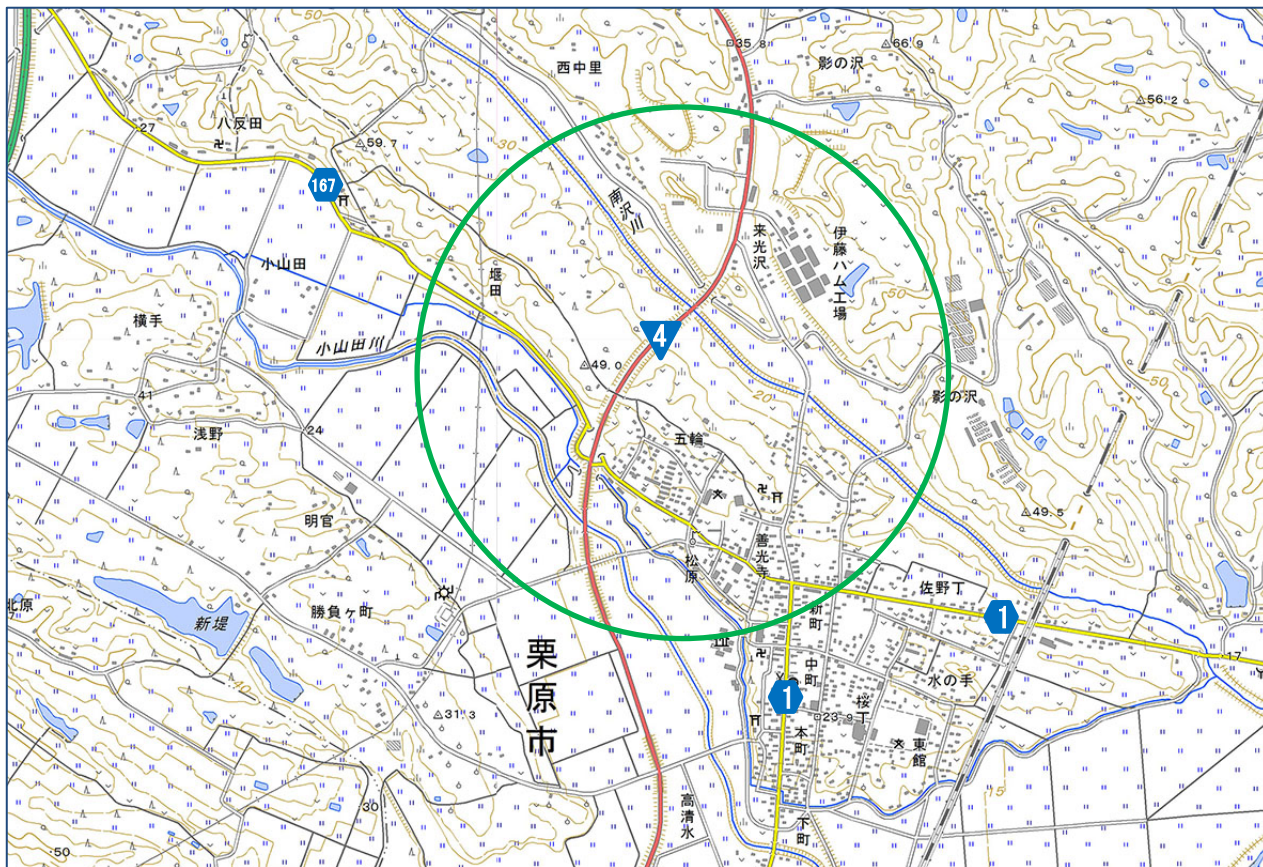 50
35.8
66.9
影の沢
西中里
56.2
27
八反田
59.7
30
167
南沢川
来光沢
伊藤ハム工場
小山田
堰田
50
横手
小山田川
4
49.0
20
50
41
影の沢
浅野
24
五輪
49.5
明官
善光寺
松原
佐野丁
北原
新堤
勝負ヶ町
新町
1
栗原市
17
40
中町
水の手
1
桜丁
31.3
23.9
本町
東館
15
高清水
30
下町
50